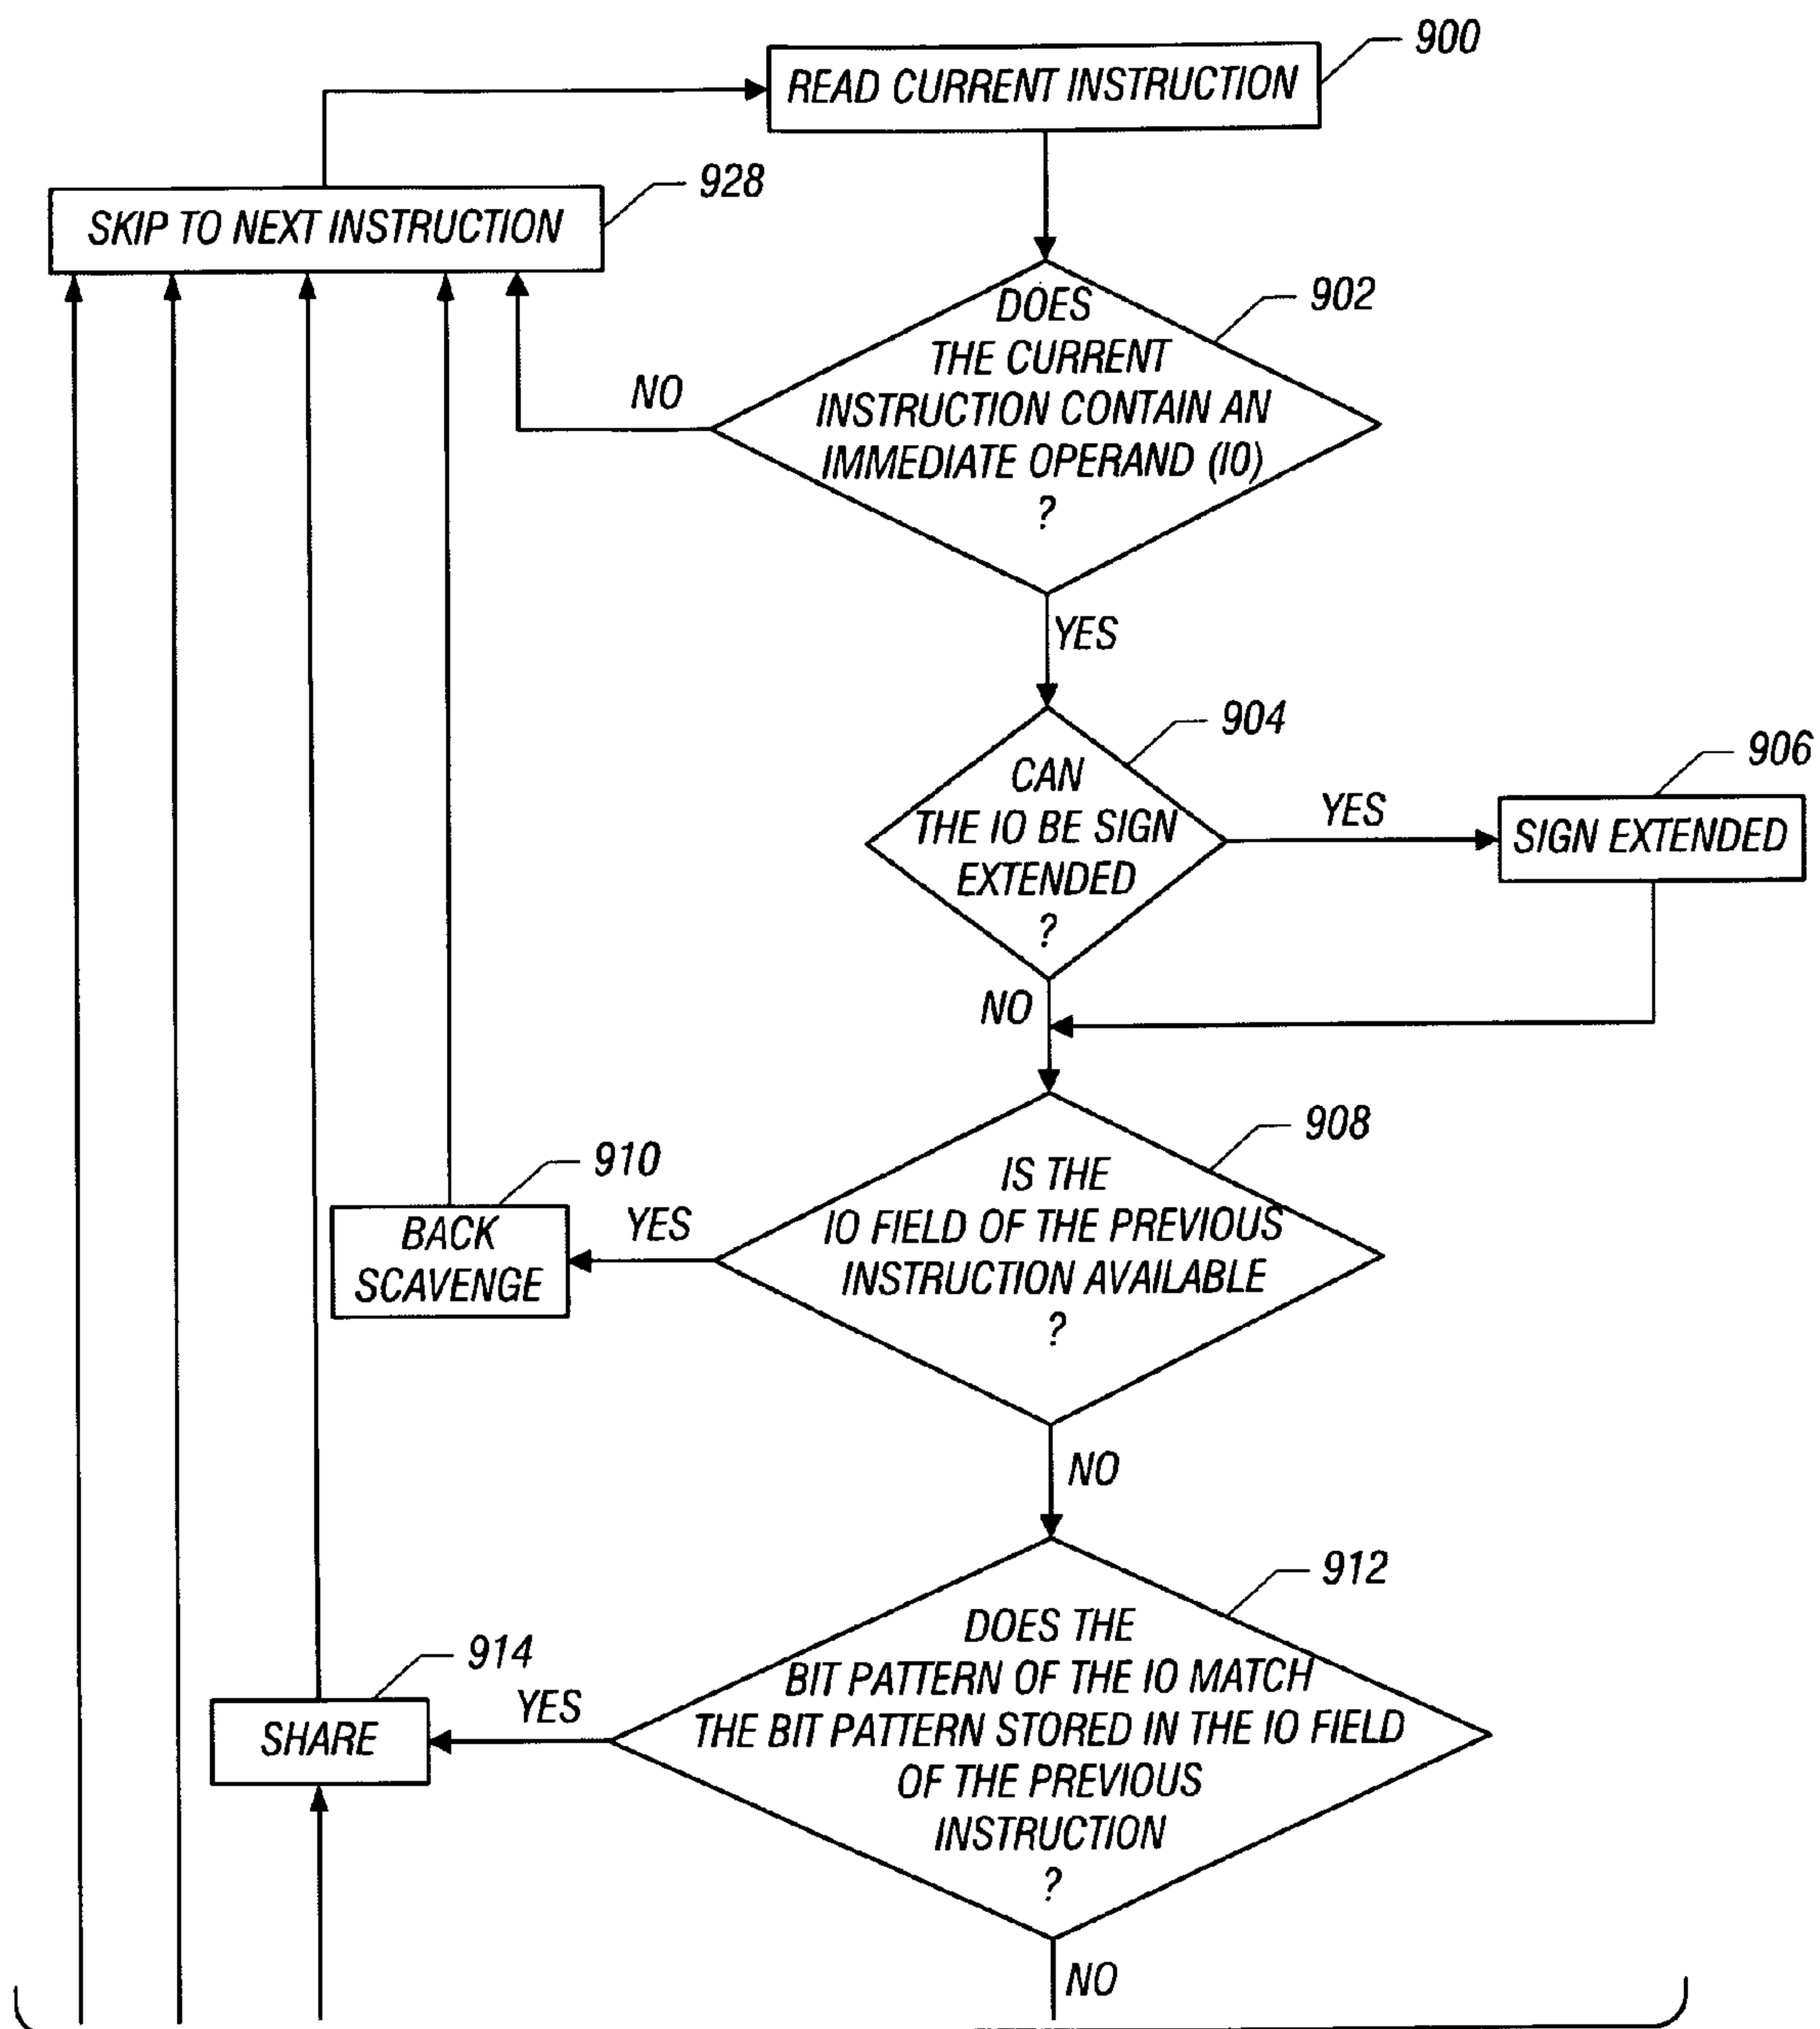 900
READ CURRENT INSTRUCTION
928
SKIP TO NEXT INSTRUCTION
902
DOES
THE CURRENT
INSTRUCTION CONTAIN AN
IMMEDIATE OPERAND (IO)
?
NO
YES
904
CAN
THE IO BE SIGN
EXTENDED
?
YES
906
SIGN EXTENDED
NO
908
IS THE
IO FIELD OF THE PREVIOUS
INSTRUCTION AVAILABLE
?
YES
910
BACK
SCAVENGE
NO
912
DOES THE
BIT PATTERN OF THE IO MATCH
THE BIT PATTERN STORED IN THE IO FIELD
OF THE PREVIOUS
INSTRUCTION
?
YES
914
SHARE
NO